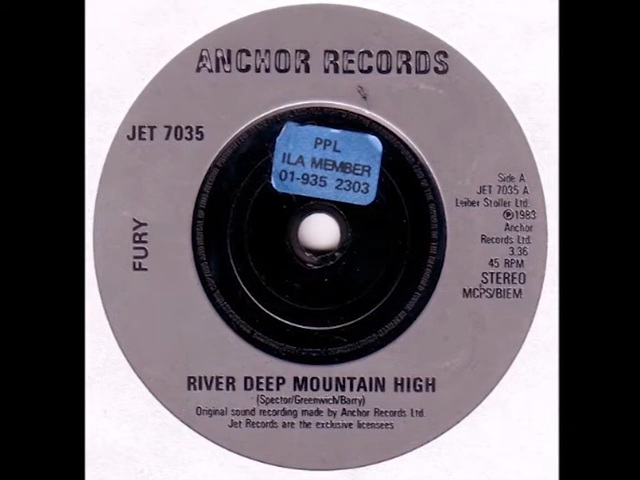 ANCHOR RECORDS
JET 7035
PPL
ILA MEMBER
01-935 2303
Side A
JET 7035 A
Leiber Stoller Ltd.
℗1983
Anchor
Records Ltd.
3.36
45 RPM
STEREO
MCPS/BIEM
FURY
RIVER DEEP MOUNTAIN HIGH
(Spector/Greenwich/Barry)
Original sound recording made by Anchor Records Ltd.
Jet Records are the exclusive licensees